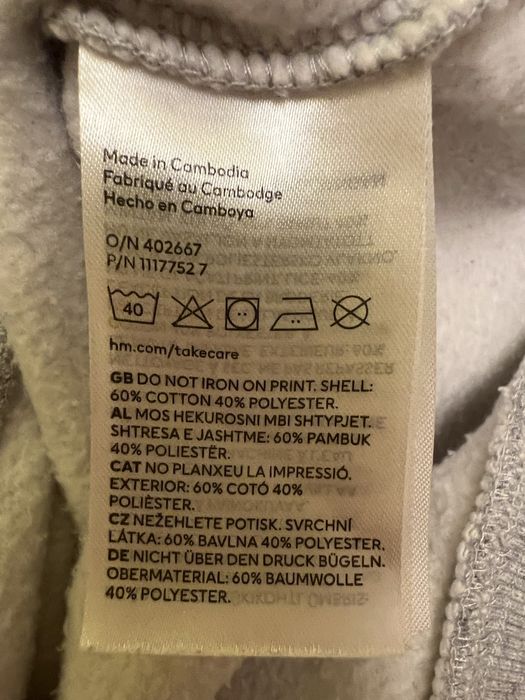 Made in Cambodia
Fabriqué au Cambodge
Hecho en Camboya
O/N 402667
P/N 1117752 7
40
hm.com/takecare
GB DO NOT IRON ON PRINT. SHELL:
60% COTTON 40% POLYESTER.
AL MOS HEKUROSNI MBI SHTYPJET.
SHTRESA E JASHTME: 60% PAMBUK
40% POLIESTËR.
CAT NO PLANXEU LA IMPRESSIÓ.
EXTERIOR: 60% COTÓ 40%
POLIÈSTER.
CZ NEŽEHLETE POTISK. SVRCHNÍ
LÁTKA: 60% BAVLNA 40% POLYESTER.
DE NICHT ÜBER DEN DRUCK BÜGELN.
OBERMATERIAL: 60% BAUMWOLLE
40% POLYESTER.